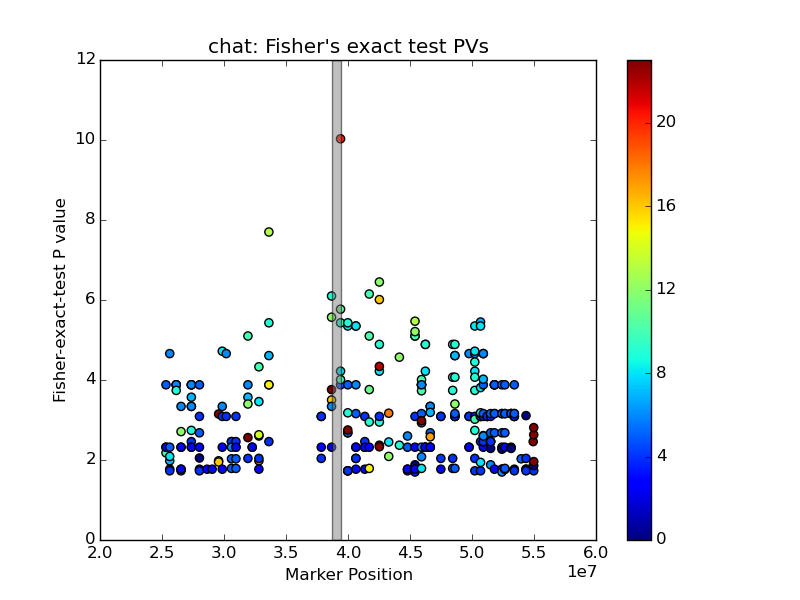 chat: Fisher's exact test PVs
12
10
8
6
4
2
0
Fisher-exact-test P value
2.0 2.5 3.0 3.5 4.0 4.5 5.0 5.5 6.0
1e7
Marker Position
20
16
12
8
4
0